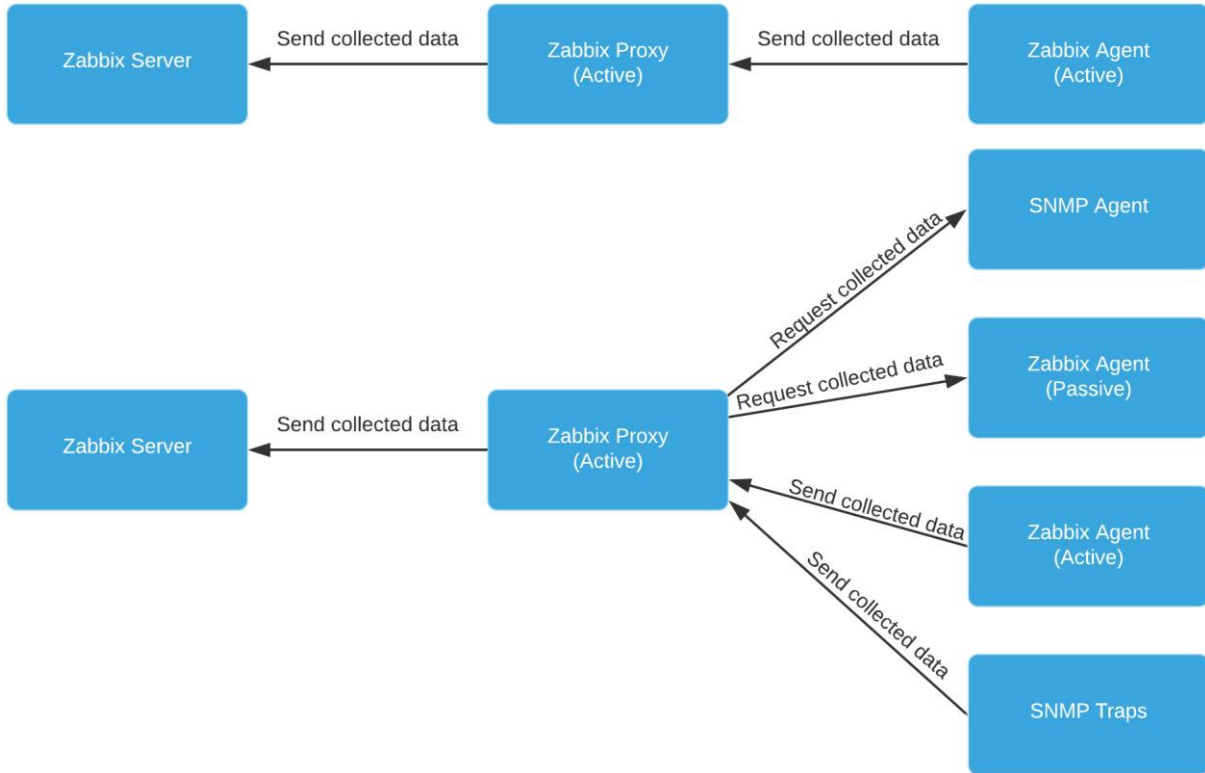 Zabbix Server
Send collected data
Zabbix Proxy
(Active)
Send collected data
Zabbix Agent
(Active)
SNMP Agent
Request collected data
Zabbix Agent
(Passive)
Request collected data
Zabbix Server
Send collected data
Zabbix Proxy
(Active)
Send collected data
Zabbix Agent
(Active)
Send collected data
SNMP Traps